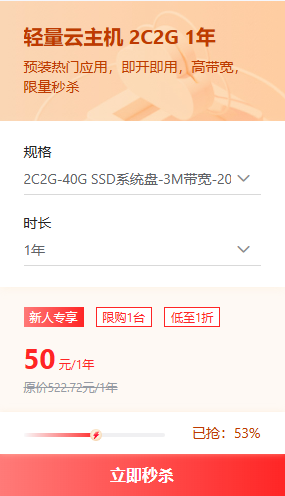 轻量云主机 2C2G 1年
预装热门应用，即开即用，高带宽，
限量秒杀
规格
2C2G-40G SSD系统盘-3M带宽-20
时长
1年
新人专享 限购1台 低至1折
50 元/1年
原价522.72元/1年
已抢：53%
立即秒杀